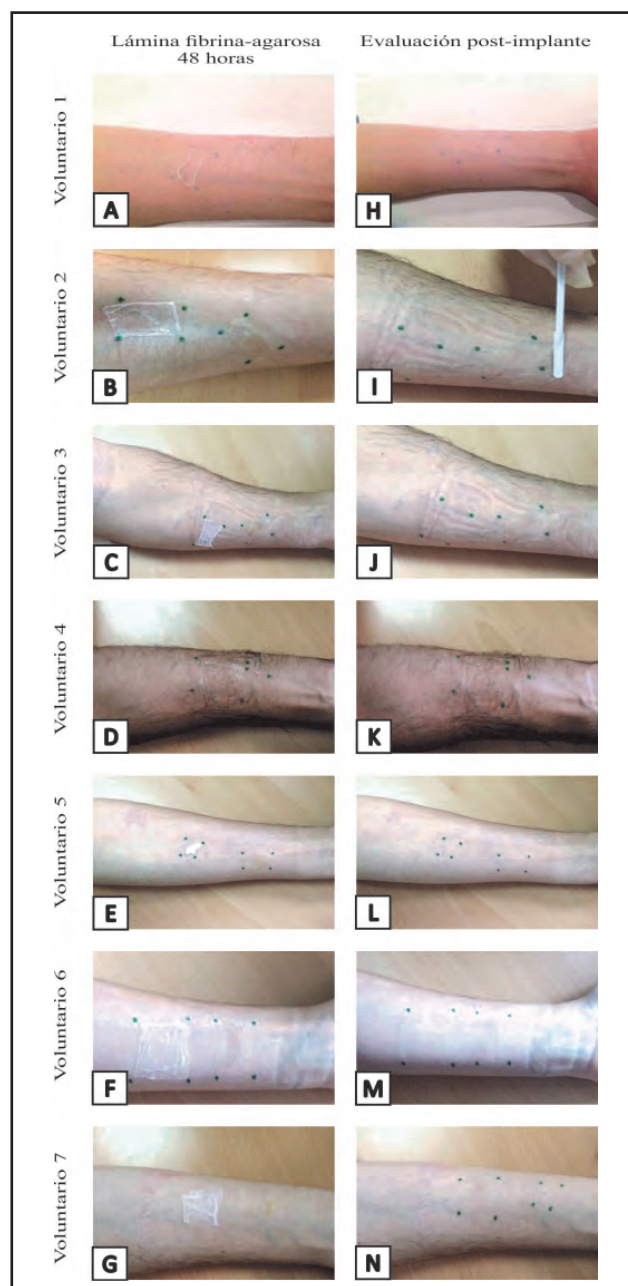 Lámina fibrina-agarosa
48 horas
Evaluación post-implante
Voluntario 1
A
H
Voluntario 2
B
I
Voluntario 3
C
J
Voluntario 4
D
K
Voluntario 5
E
L
Voluntario 6
F
M
Voluntario 7
G
N